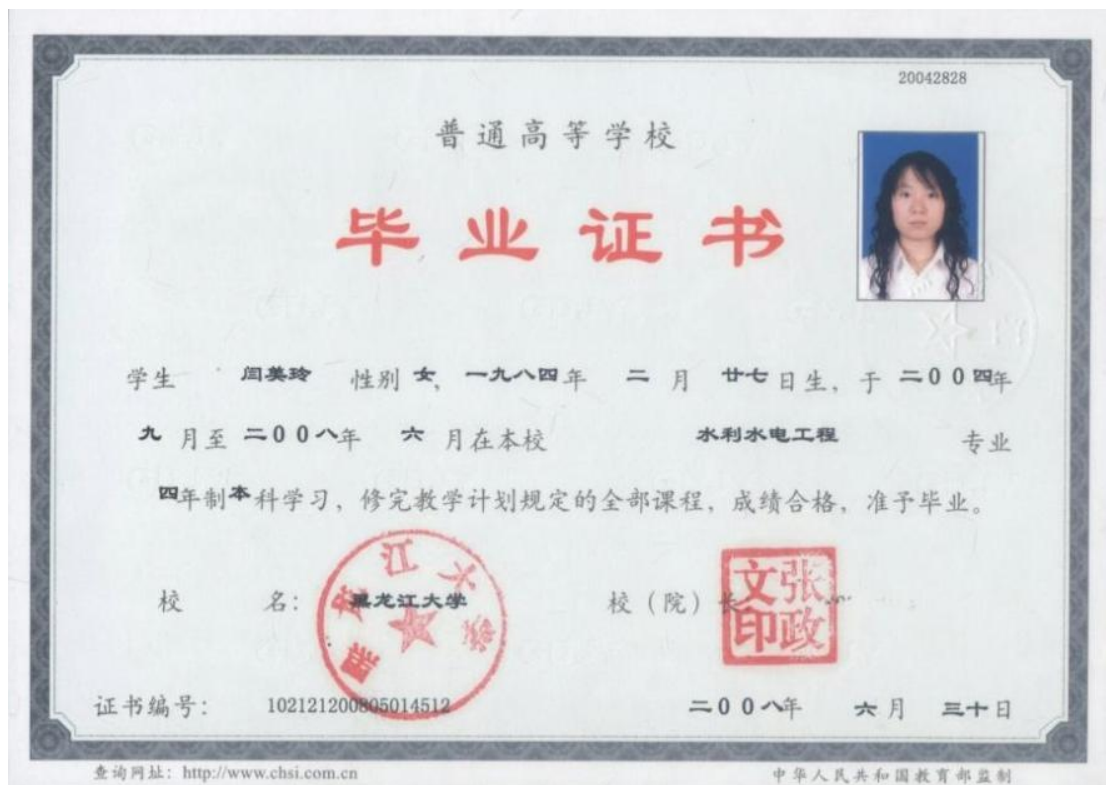 20042828
普通高等学校
毕业证书
学生 闫美玲 性别 女, 一九八四年 二 月 廿七 日生, 于 二00四年
九 月至 二00八年 六 月在本校 水利水电工程 专业
四年制本科学习, 修完教学计划规定的全部课程, 成绩合格, 准予毕业。
校 名: 黑龙江大学 校(院)长
黑龙江大学
张政文印
证书编号: 102121200805014512 二00八年 六月 三十日
查询网址: http://www.chsi.com.cn 中华人民共和国教育部监制